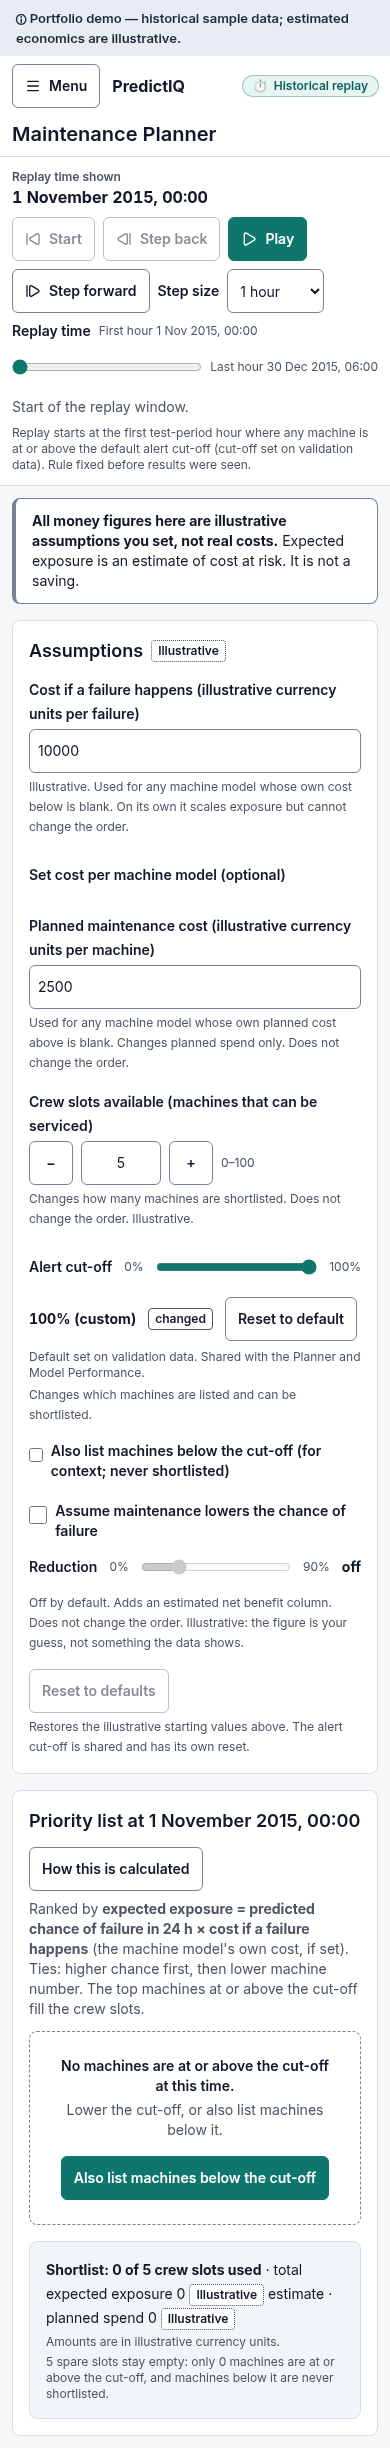 Portfolio demo — historical sample data; estimated
economics are illustrative.
Menu
PredictIQ
Historical replay
Maintenance Planner
Replay time shown
1 November 2015, 00:00
Start
Step back
Play
Step forward
Step size
1 hour
Replay time
First hour 1 Nov 2015, 00:00
Last hour 30 Dec 2015, 06:00
Start of the replay window.
Replay starts at the first test-period hour where any machine is
at or above the default alert cut-off (cut-off set on validation
data). Rule fixed before results were seen.
All money figures here are illustrative
assumptions you set, not real costs. Expected
exposure is an estimate of cost at risk. It is not a
saving.
Assumptions
Illustrative
Cost if a failure happens (illustrative currency
units per failure)
10000
Illustrative. Used for any machine model whose own cost
below is blank. On its own it scales exposure but cannot
change the order.
Set cost per machine model (optional)
Planned maintenance cost (illustrative currency
units per machine)
2500
Used for any machine model whose own planned cost
above is blank. Changes planned spend only. Does not
change the order.
Crew slots available (machines that can be
serviced)
−
5
+
0–100
Changes how many machines are shortlisted. Does not
change the order. Illustrative.
Alert cut-off
0%
100%
100% (custom)
changed
Reset to default
Default set on validation data. Shared with the Planner and
Model Performance.
Changes which machines are listed and can be
shortlisted.
Also list machines below the cut-off (for
context; never shortlisted)
Assume maintenance lowers the chance of
failure
Reduction
0%
90%
off
Off by default. Adds an estimated net benefit column.
Does not change the order. Illustrative: the figure is your
guess, not something the data shows.
Reset to defaults
Restores the illustrative starting values above. The alert
cut-off is shared and has its own reset.
Priority list at 1 November 2015, 00:00
How this is calculated
Ranked by expected exposure = predicted
chance of failure in 24 h × cost if a failure
happens (the machine model's own cost, if set).
Ties: higher chance first, then lower machine
number. The top machines at or above the cut-off
fill the crew slots.
No machines are at or above the cut-off
at this time.
Lower the cut-off, or also list machines
below it.
Also list machines below the cut-off
Shortlist: 0 of 5 crew slots used · total
expected exposure 0 Illustrative estimate ·
planned spend 0 Illustrative
Amounts are in illustrative currency units.
5 spare slots stay empty: only 0 machines are at or
above the cut-off, and machines below it are never
shortlisted.